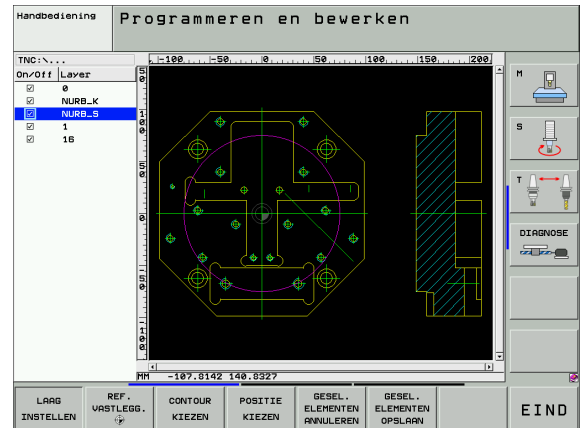 Handbediening
Programmeren en bewerken
TNC:\...
On/Off Layer
0
NURB_K
NURB_S
1
16
-100 -50 0 50 100 150 200
50
100
50
0
-50
-100
MM -107.8142 140.8327
M
S
T
DIAGNOSE
LAAG INSTELLEN
REF. VASTLEGG.
CONTOUR KIEZEN
POSITIE KIEZEN
GESEL. ELEMENTEN ANNULEREN
GESEL. ELEMENTEN OPSLAAN
EIND